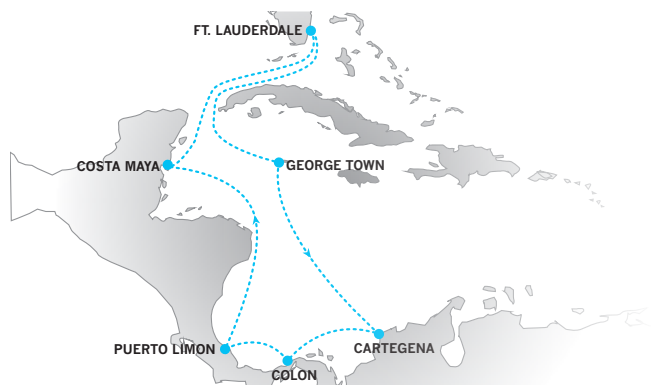 FT. LAUDERDALE
COSTA MAYA
GEORGE TOWN
PUERTO LIMON
CARTEGENA
COLON